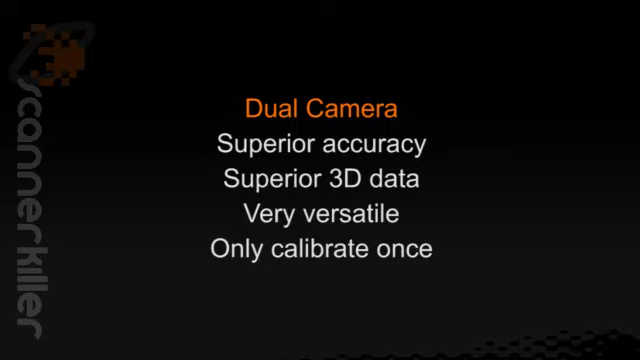 Dual Camera
Superior accuracy
Superior 3D data
Very versatile
Only calibrate once
scannerkiller